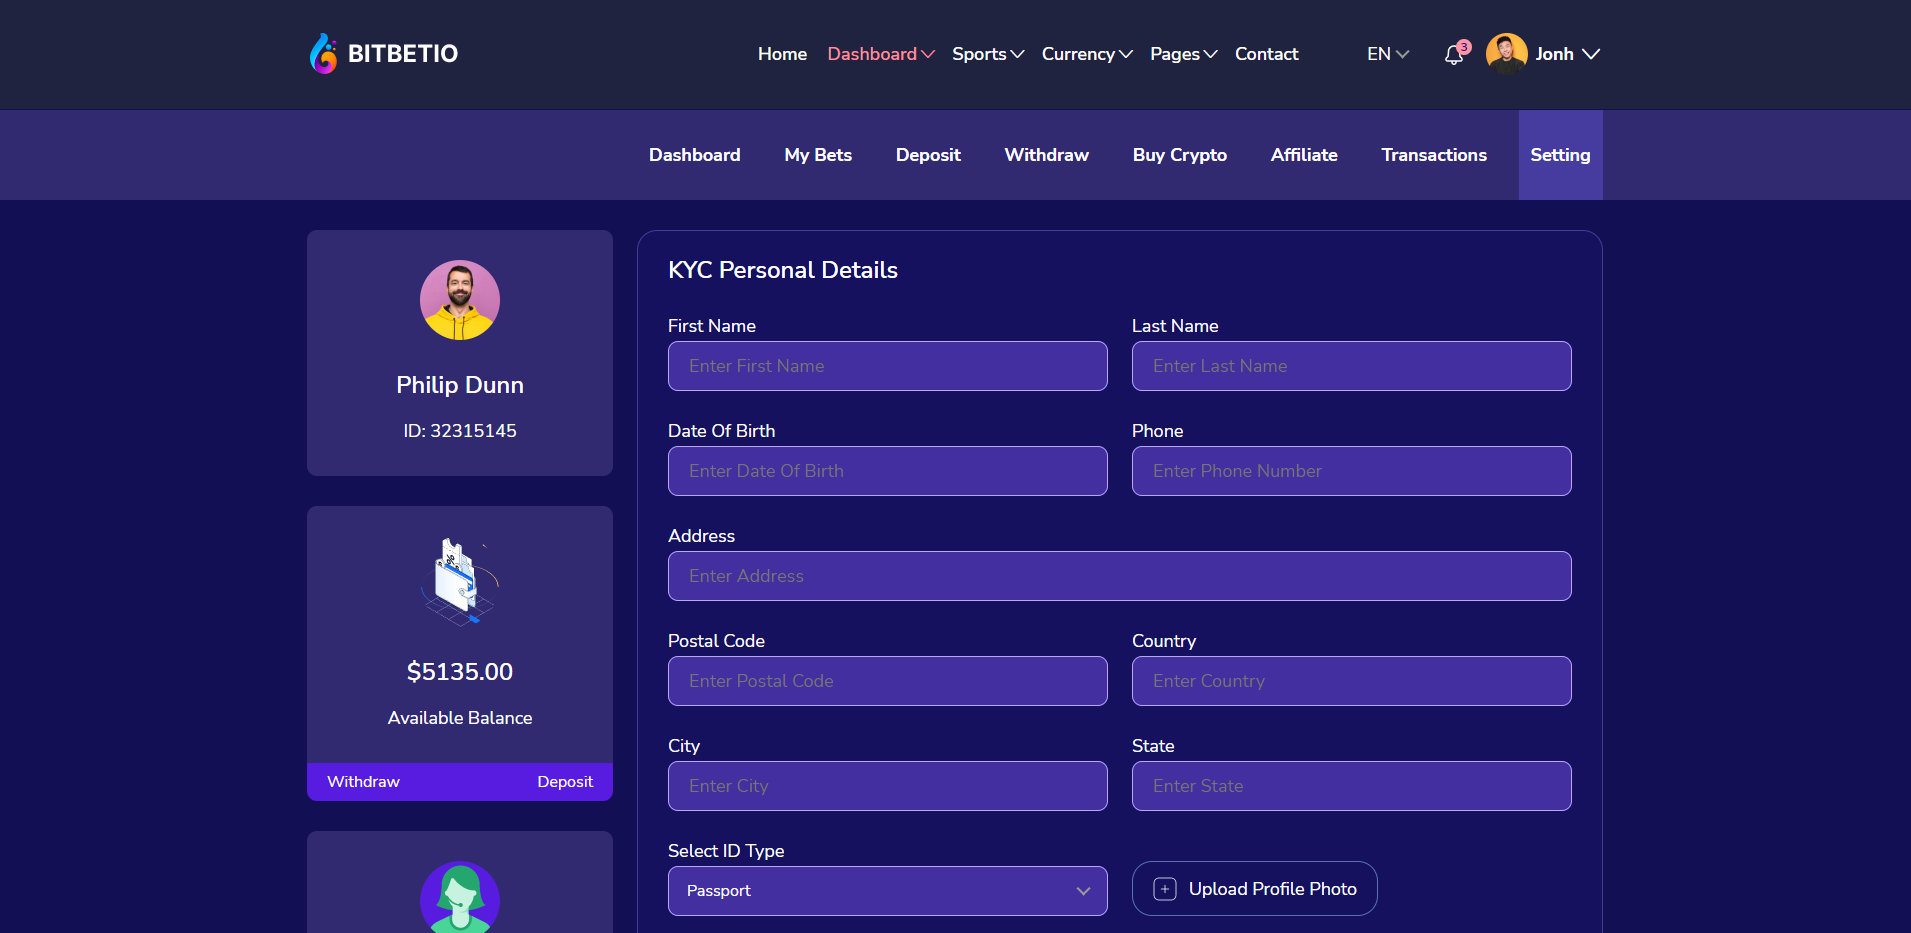 BITBETIO
Home Dashboard Sports Currency Pages Contact EN 3 Jonh
Dashboard My Bets Deposit Withdraw Buy Crypto Affiliate Transactions Setting
Philip Dunn
ID: 32315145
%
$5135.00
Available Balance
Withdraw Deposit
KYC Personal Details
First Name Last Name
Enter First Name Enter Last Name
Date Of Birth Phone
Enter Date Of Birth Enter Phone Number
Address
Enter Address
Postal Code Country
Enter Postal Code Enter Country
City State
Enter City Enter State
Select ID Type
Passport Upload Profile Photo